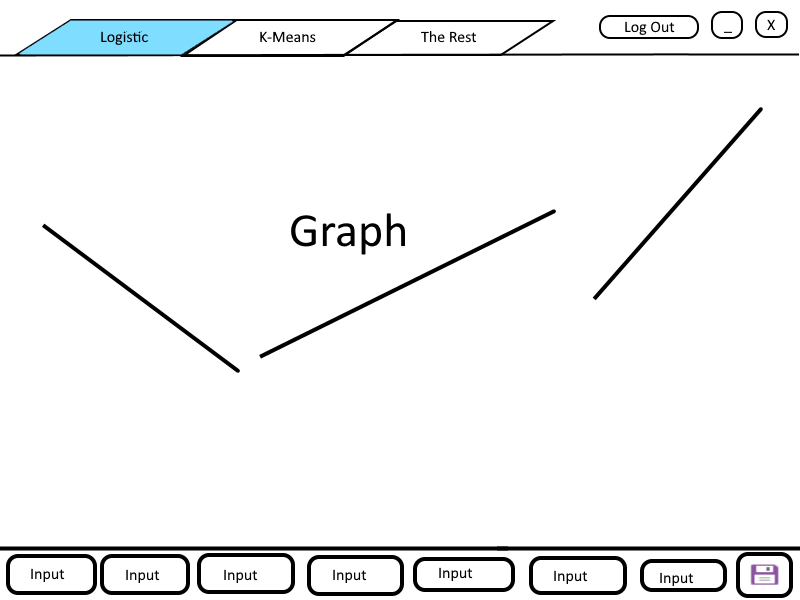 Logistic
K-Means
The Rest
Log Out
_
X
Graph
Input
Input
Input
Input
Input
Input
Input